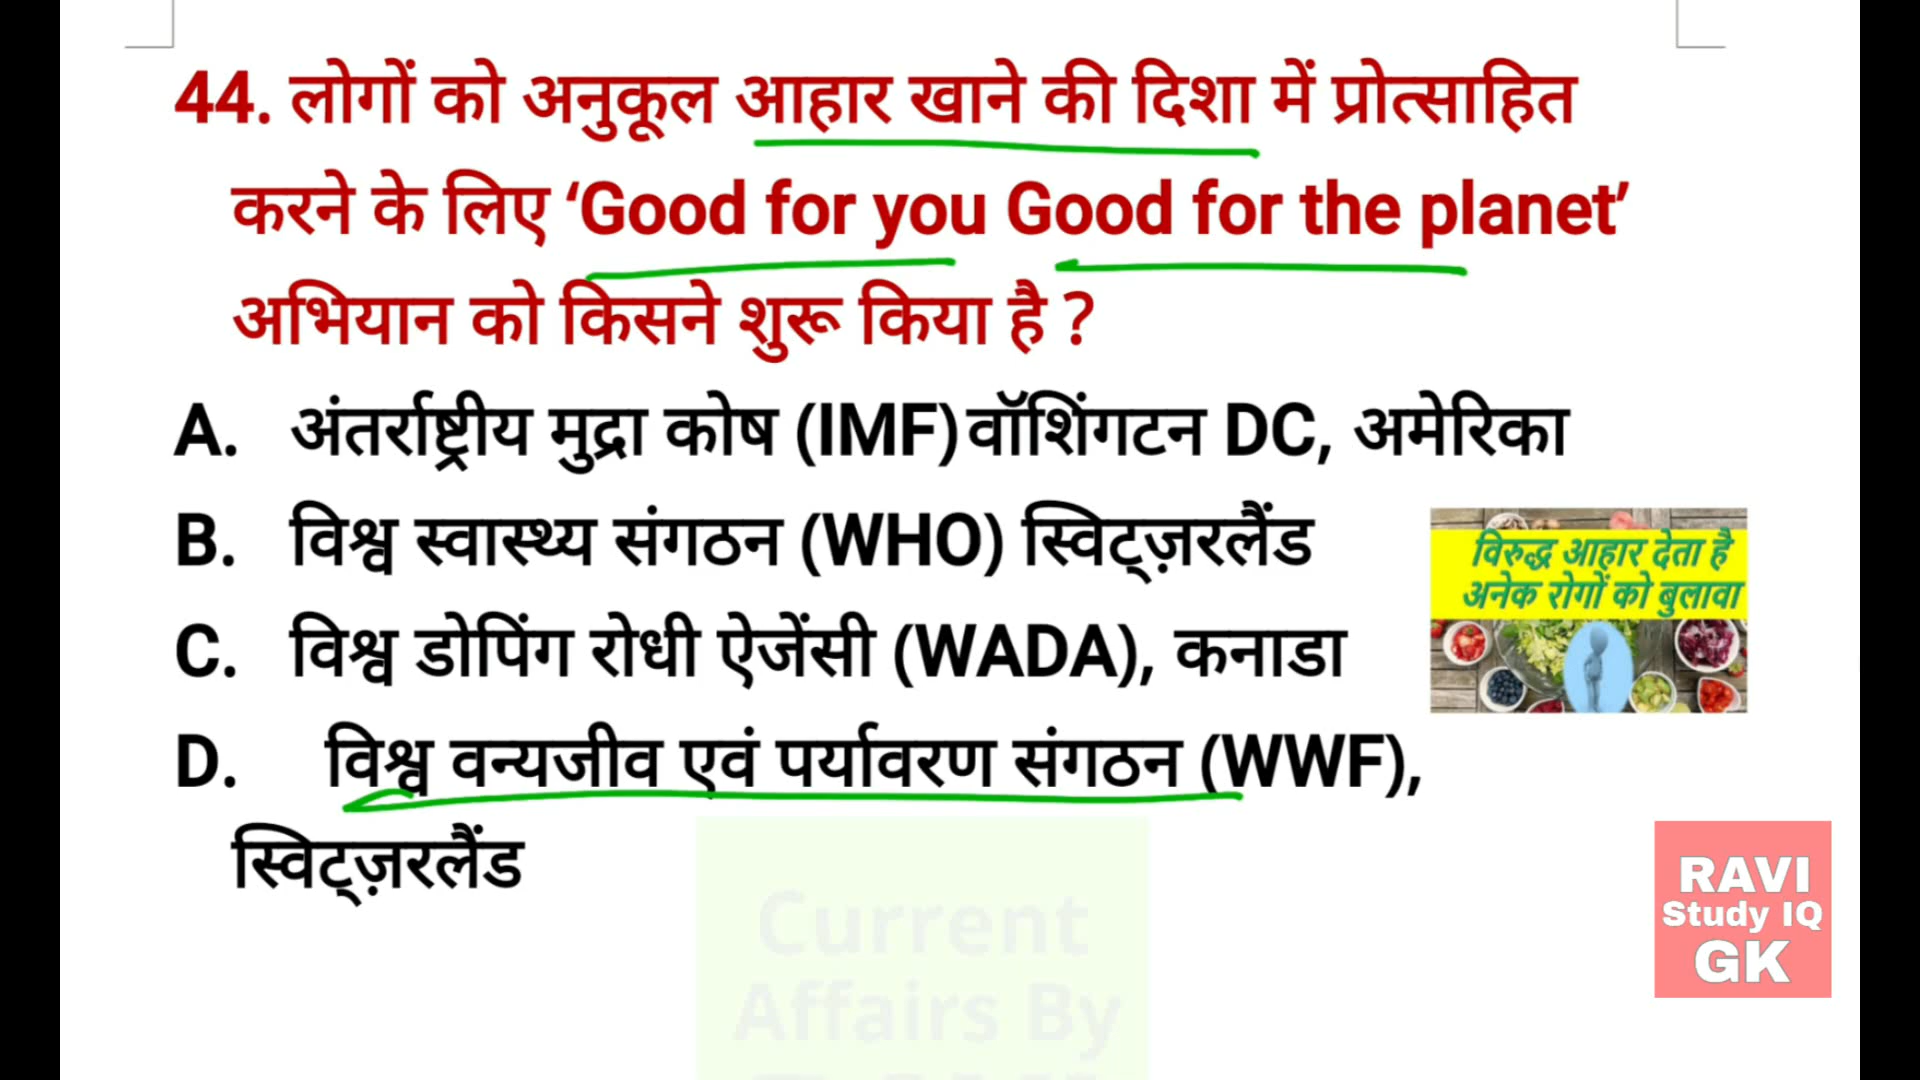 44. लोगों को अनुकूल आहार खाने की दिशा में प्रोत्साहित
करने के लिए ‘Good for you Good for the planet’
अभियान को किसने शुरू किया है ?
A. अंतर्राष्ट्रीय मुद्रा कोष (IMF) वॉशिंगटन DC, अमेरिका
B. विश्व स्वास्थ्य संगठन (WHO) स्विट्ज़रलैंड
C. विश्व डोपिंग रोधी ऐजेंसी (WADA), कनाडा
D. विश्व वन्यजीव एवं पर्यावरण संगठन (WWF),
स्विट्ज़रलैंड
विरुद्ध आहार देता है
अनेक रोगों को बुलावा
RAVI
Study IQ
GK
Current
Affairs By